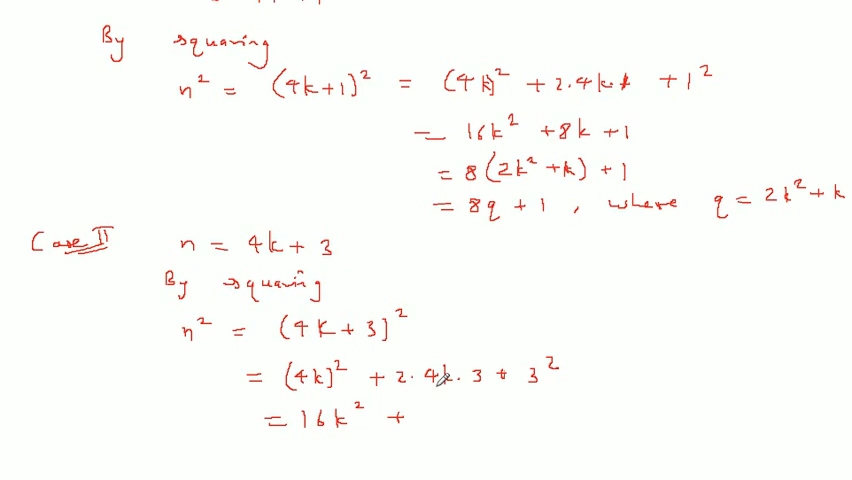 By squaring
n² = (4k+1)² = (4k)² + 2.4k.1 + 1²
= 16k² + 8k + 1
= 8(2k² + k) + 1
= 8q + 1 , where q = 2k² + k
Case II n = 4k + 3
By squaring
n² = (4k + 3)²
= (4k)² + 2.4k.3 + 3²
= 16k² +